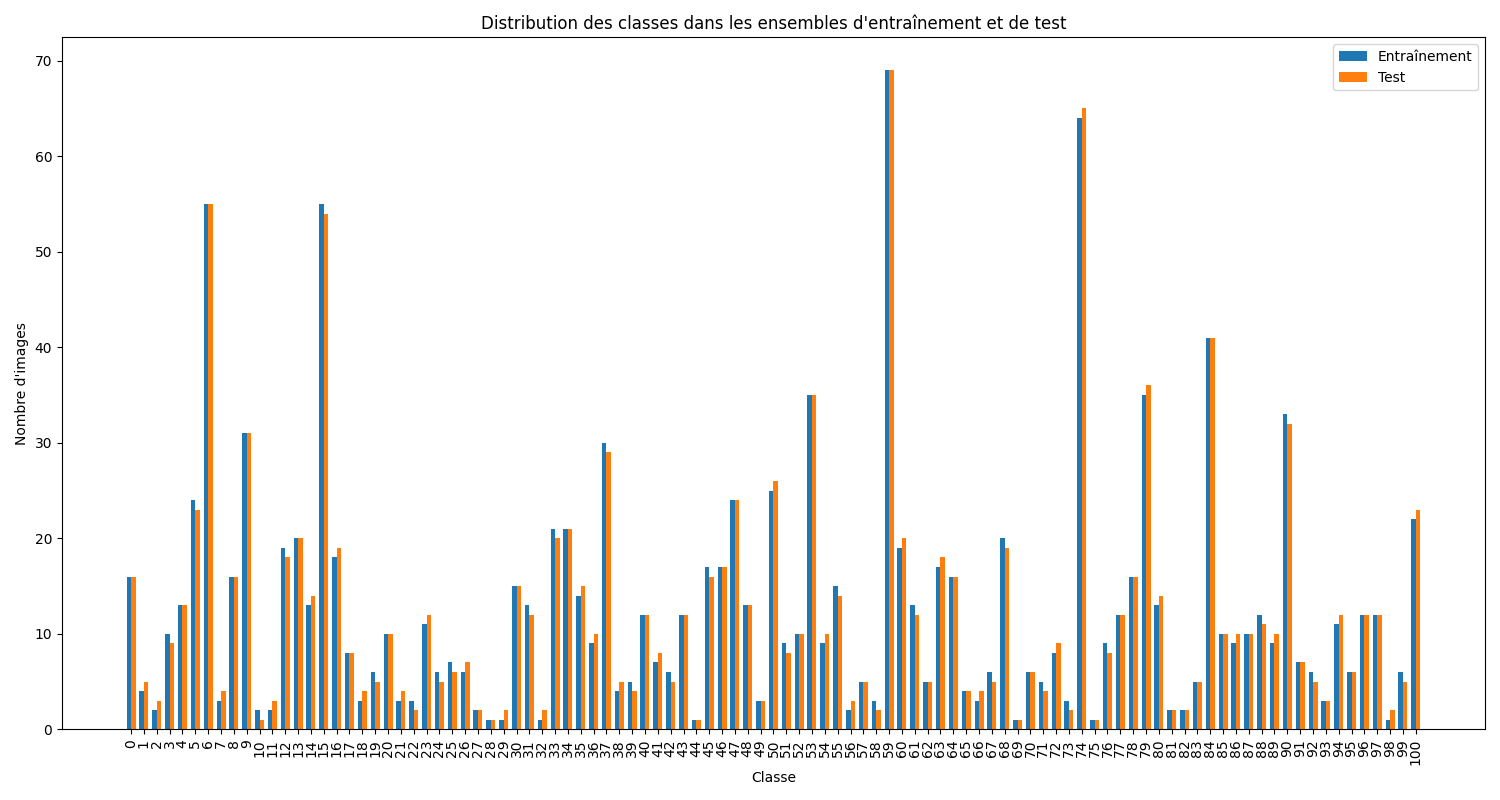 Distribution des classes dans les ensembles d'entraînement et de test
Entraînement
Test
Nombre d'images
70
60
50
40
30
20
10
0
0 1 2 3 4 5 6 7 8 9 10 11 12 13 14 15 16 17 18 19 20 21 22 23 24 25 26 27 28 29 30 31 32 33 34 35 36 37 38 39 40 41 42 43 44 45 46 47 48 49 50 51 52 53 54 55 56 57 58 59 60 61 62 63 64 65 66 67 68 69 70 71 72 73 74 75 76 77 78 79 80 81 82 83 84 85 86 87 88 89 90 91 92 93 94 95 96 97 98 99 100
Classe